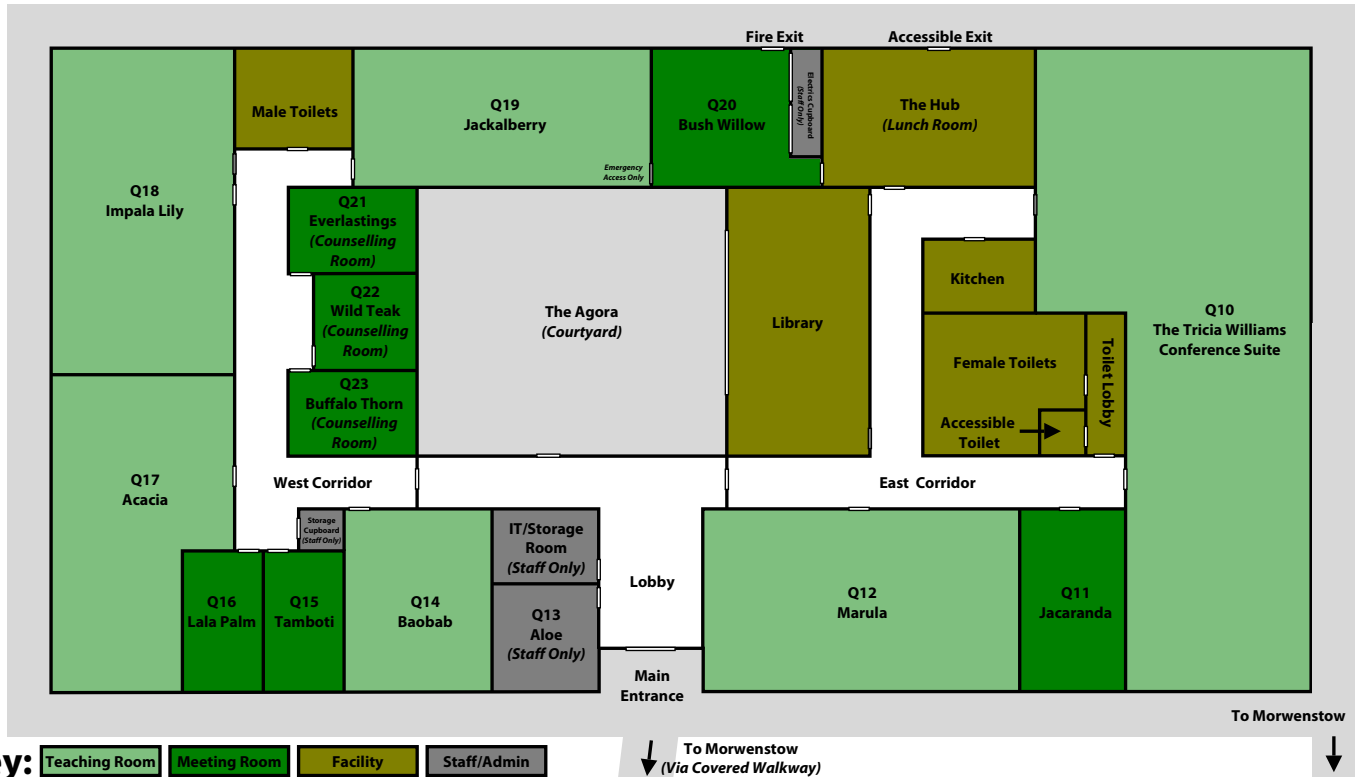 Fire Exit
Accessible Exit
Male Toilets
Q19
Jackalberry
Emergency
Access Only
Q20
Bush Willow
Electrics Cupboard
(Staff Only)
The Hub
(Lunch Room)
Q18
Impala Lily
Q21
Everlastings
(Counselling
Room)
Q22
Wild Teak
(Counselling
Room)
Q23
Buffalo Thorn
(Counselling
Room)
The Agora
(Courtyard)
Library
Kitchen
Female Toilets
Toilet Lobby
Accessible
Toilet
Q10
The Tricia Williams
Conference Suite
Q17
Acacia
West Corridor
East Corridor
Storage
Cupboard
(Staff Only)
Q16
Lala Palm
Q15
Tamboti
Q14
Baobab
IT/Storage
Room
(Staff Only)
Q13
Aloe
(Staff Only)
Lobby
Q12
Marula
Q11
Jacaranda
Main
Entrance
To Morwenstow
ey:
Teaching Room
Meeting Room
Facility
Staff/Admin
To Morwenstow
(Via Covered Walkway)